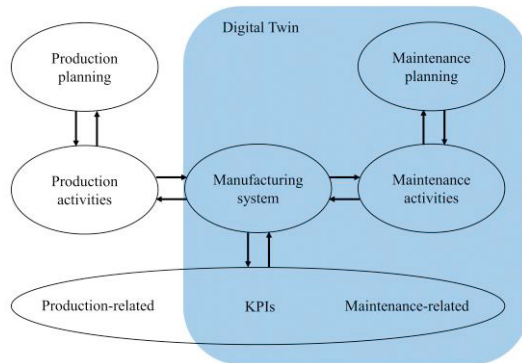 Digital Twin
Production
planning
Maintenance
planning
Production
activities
Manufacturing
system
Maintenance
activities
Production-related
KPIs
Maintenance-related